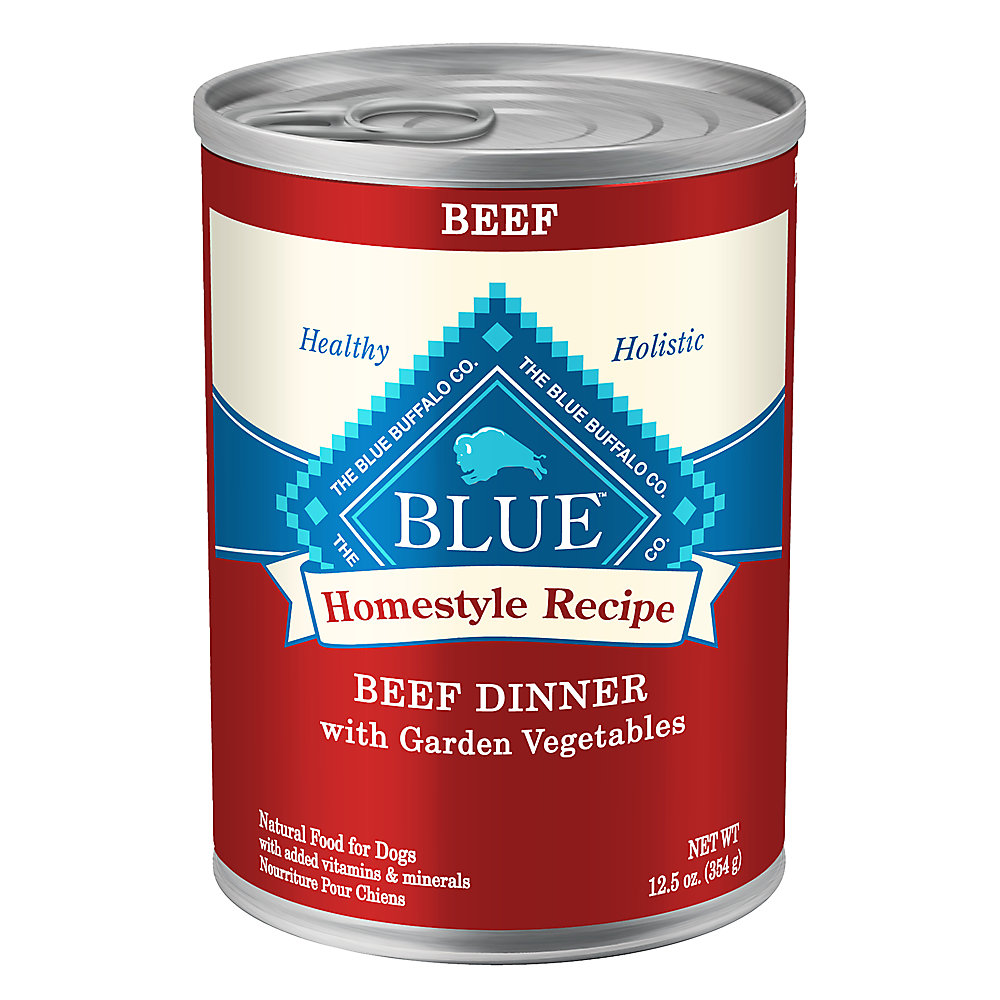 BEEF
Healthy
Holistic
THE BLUE BUFFALO CO.
THE BLUE BUFFALO CO.
BLUE™
THE
CO.
Homestyle Recipe
BEEF DINNER
with Garden Vegetables
Natural Food for Dogs
with added vitamins & minerals
Nourriture Pour Chiens
NET WT
12.5 oz. (354 g)